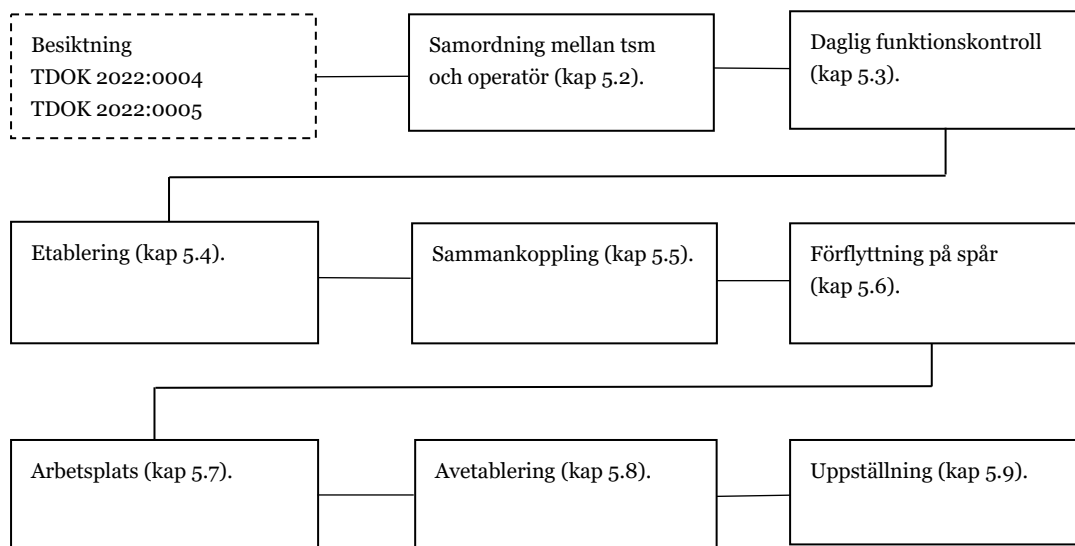 Besiktning
TDOK 2022:0004
TDOK 2022:0005
Samordning mellan tsm
och operatör (kap 5.2).
Daglig funktionskontroll
(kap 5.3).
Etablering (kap 5.4).
Sammankoppling (kap 5.5).
Förflyttning på spår
(kap 5.6).
Arbetsplats (kap 5.7).
Avetablering (kap 5.8).
Uppställning (kap 5.9).